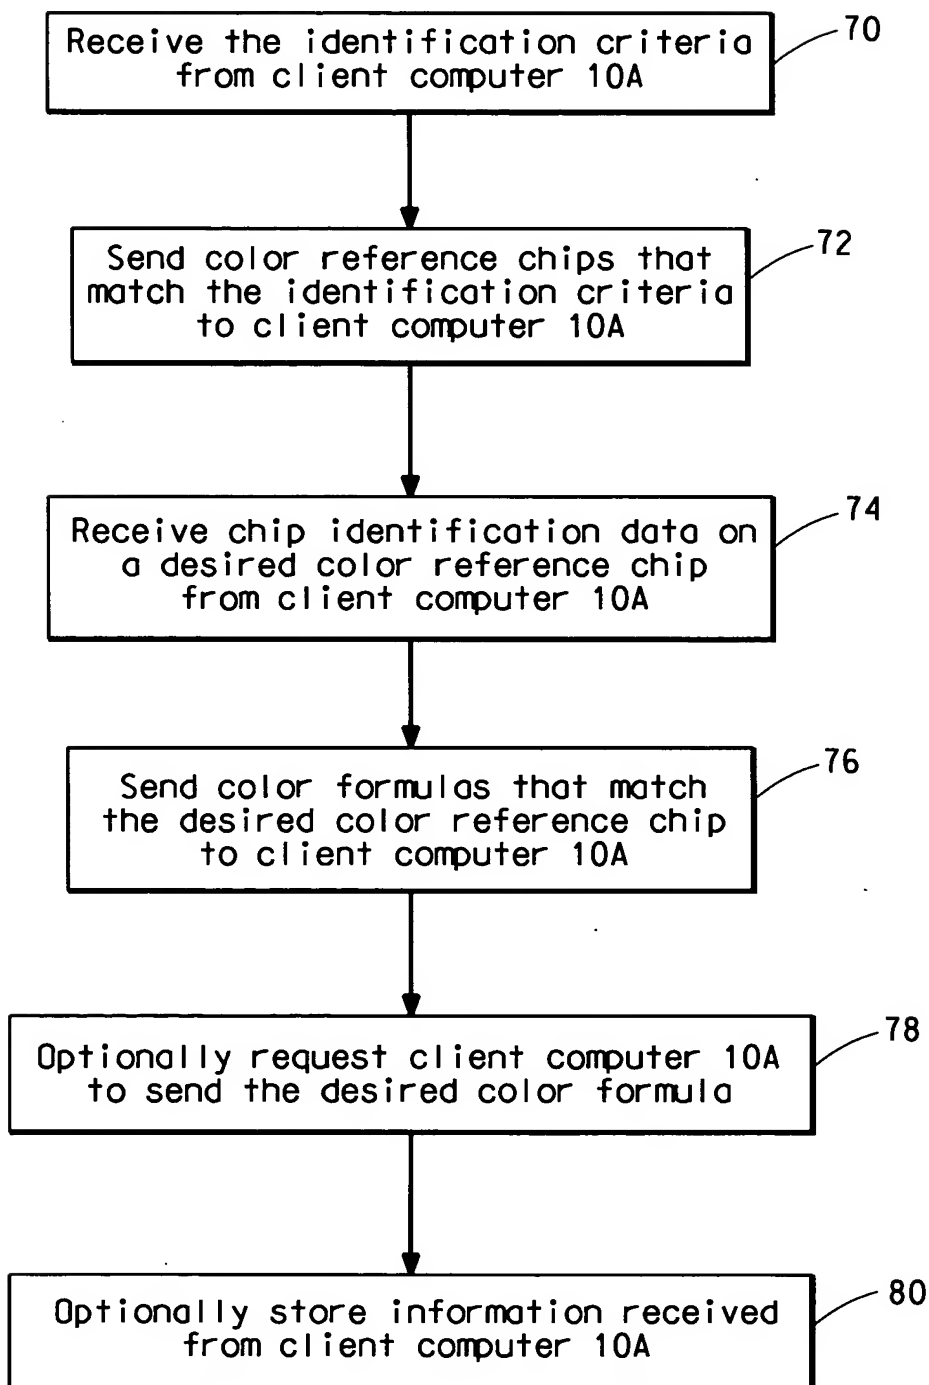 Receive the identification criteria
from client computer 10A
70
Send color reference chips that
match the identification criteria
to client computer 10A
72
Receive chip identification data on
a desired color reference chip
from client computer 10A
74
Send color formulas that match
the desired color reference chip
to client computer 10A
76
Optionally request client computer 10A
to send the desired color formula
78
Optionally store information received
from client computer 10A
80